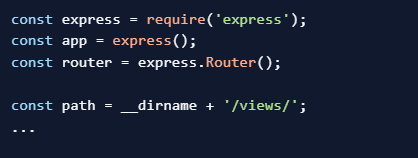 const express = require('express');
const app = express();
const router = express.Router();
const path = __dirname + '/views/';
...